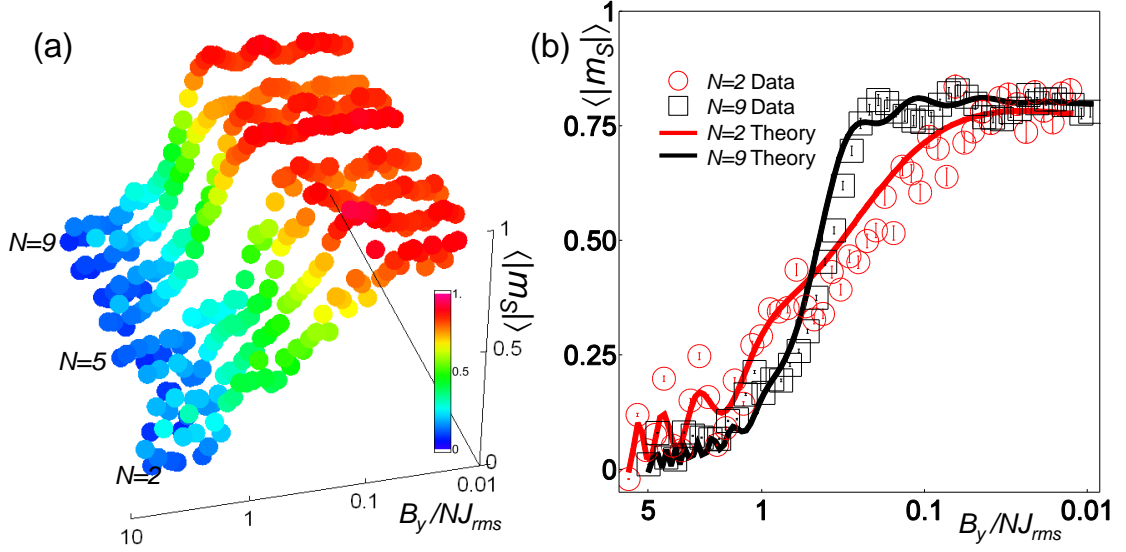 (a)
N=9
N=5
N=2
10
1
0.1
0.01
B_y/NJ_rms
1
0.5
0
⟨|m_S|⟩
1.
0.5
0
(b)
⟨|m_S|⟩
1
0.75
0.50
0.25
0
N=2 Data
N=9 Data
N=2 Theory
N=9 Theory
5
1
0.1
0.01
B_y/NJ_rms